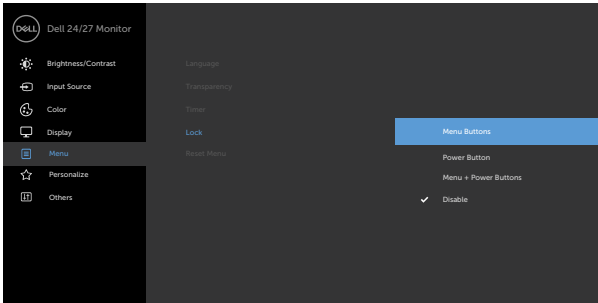 DELL Dell 24/27 Monitor
Brightness/Contrast
Input Source
Color
Display
Menu
Personalize
Others
Language
Transparency
Timer
Lock
Reset Menu
Menu Buttons
Power Button
Menu + Power Buttons
Disable